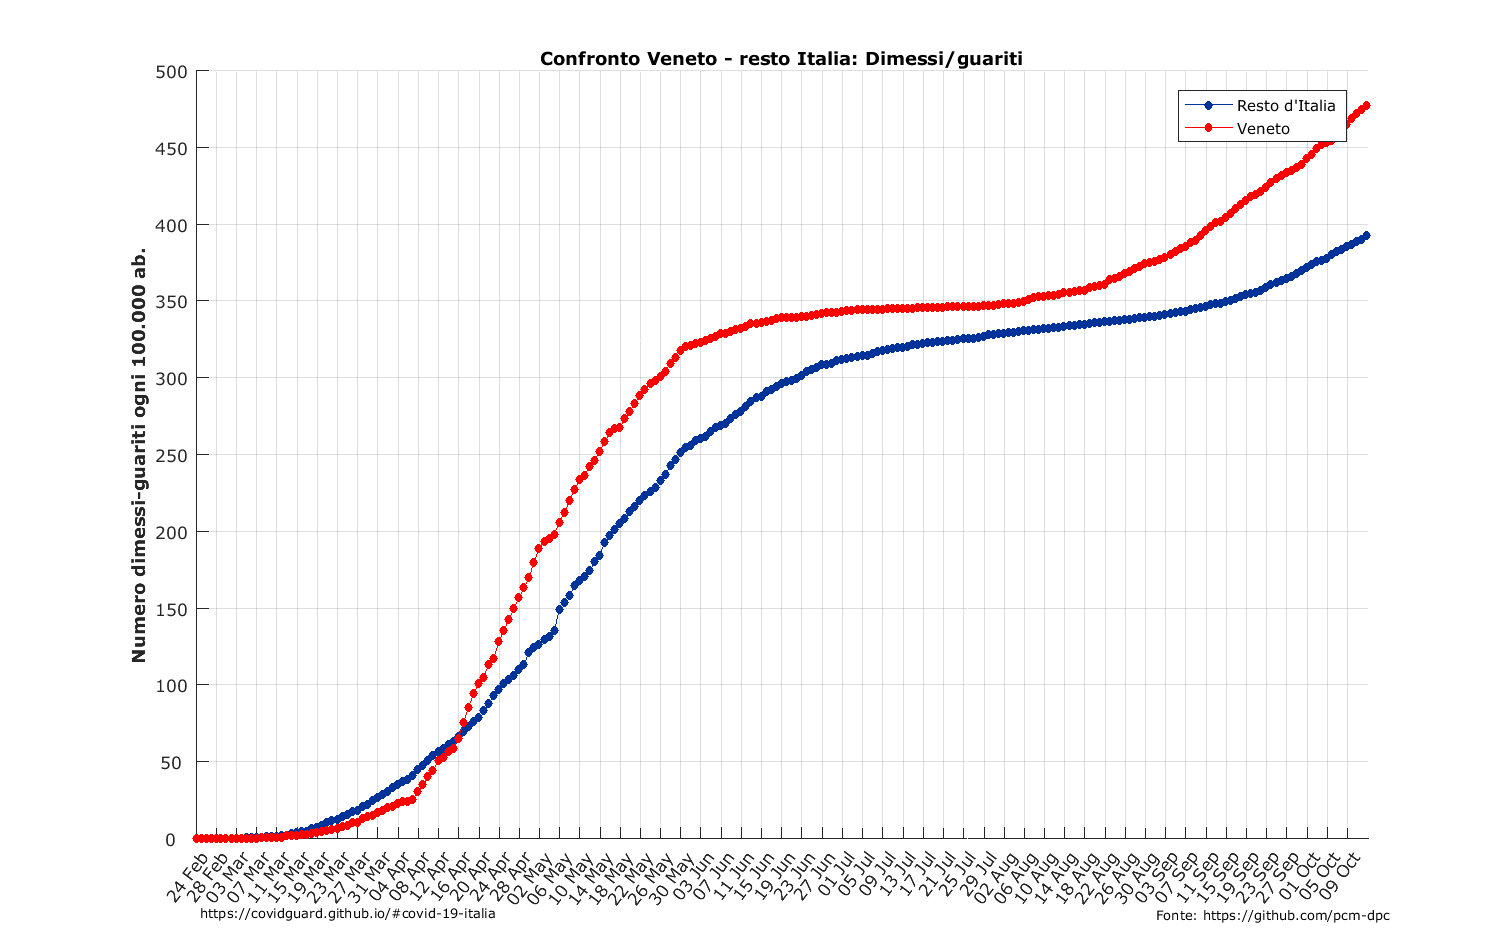 Confronto Veneto - resto Italia: Dimessi/guariti
Numero dimessi-guariti ogni 100.000 ab.
500
450
400
350
300
250
200
150
100
50
0
Resto d'Italia
Veneto
24 Feb
28 Feb
03 Mar
07 Mar
11 Mar
15 Mar
19 Mar
23 Mar
27 Mar
31 Mar
04 Apr
08 Apr
12 Apr
16 Apr
20 Apr
24 Apr
28 Apr
02 May
06 May
10 May
14 May
18 May
22 May
26 May
30 May
03 Jun
07 Jun
11 Jun
15 Jun
19 Jun
23 Jun
27 Jun
01 Jul
05 Jul
09 Jul
13 Jul
17 Jul
21 Jul
25 Jul
29 Jul
02 Aug
06 Aug
10 Aug
14 Aug
18 Aug
22 Aug
26 Aug
30 Aug
03 Sep
07 Sep
11 Sep
15 Sep
19 Sep
23 Sep
27 Sep
01 Oct
05 Oct
09 Oct
https://covidguard.github.io/#covid-19-italia
Fonte: https://github.com/pcm-dpc